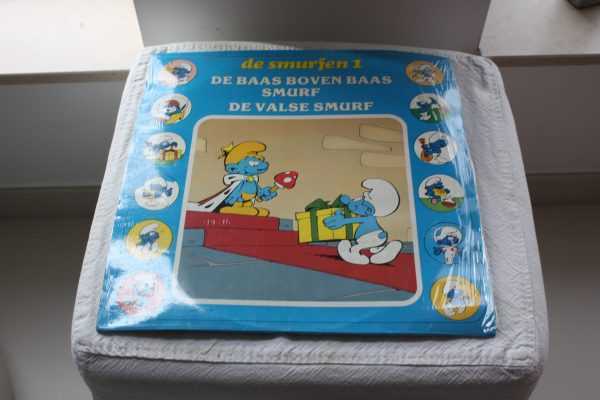 de smurfen 1
DE BAAS BOVEN BAAS
SMURF
DE VALSE SMURF